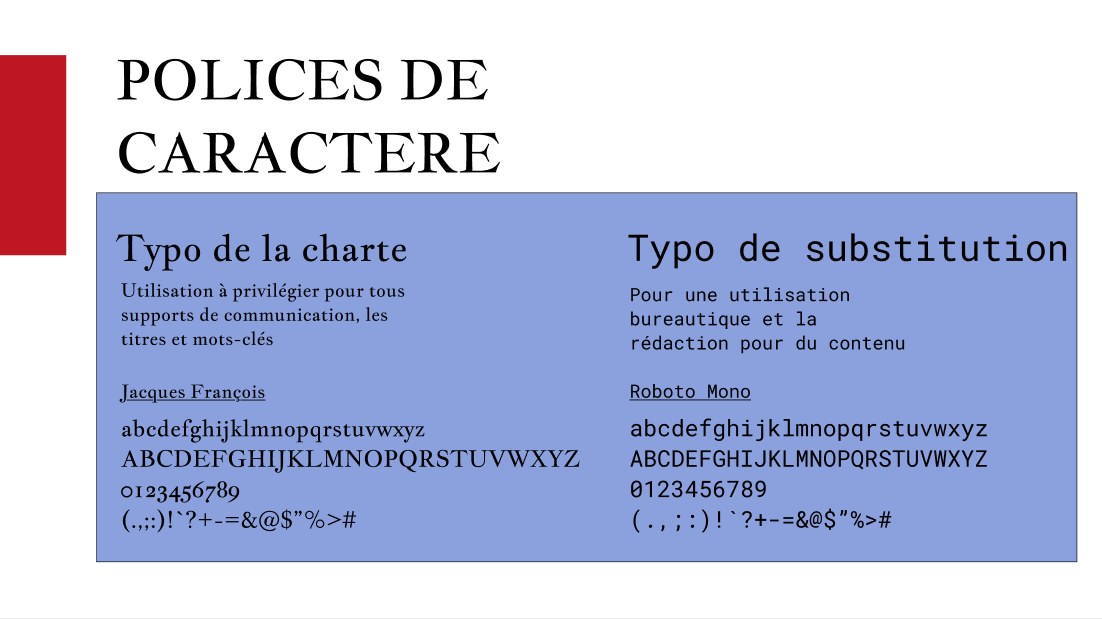 POLICES DE
CARACTERE
Typo de la charte
Utilisation à privilégier pour tous
supports de communication, les
titres et mots-clés
Jacques François
abcdefghijklmnopqrstuvwxyz
ABCDEFGHIJKLMNOPQRSTUVWXYZ
0123456789
(.,;:)!`?+-=&@$”%>#
Typo de substitution
Pour une utilisation
bureautique et la
rédaction pour du contenu
Roboto Mono
abcdefghijklmnopqrstuvwxyz
ABCDEFGHIJKLMNOPQRSTUVWXYZ
0123456789
(.,;:)!`?+-=&@$”%>#